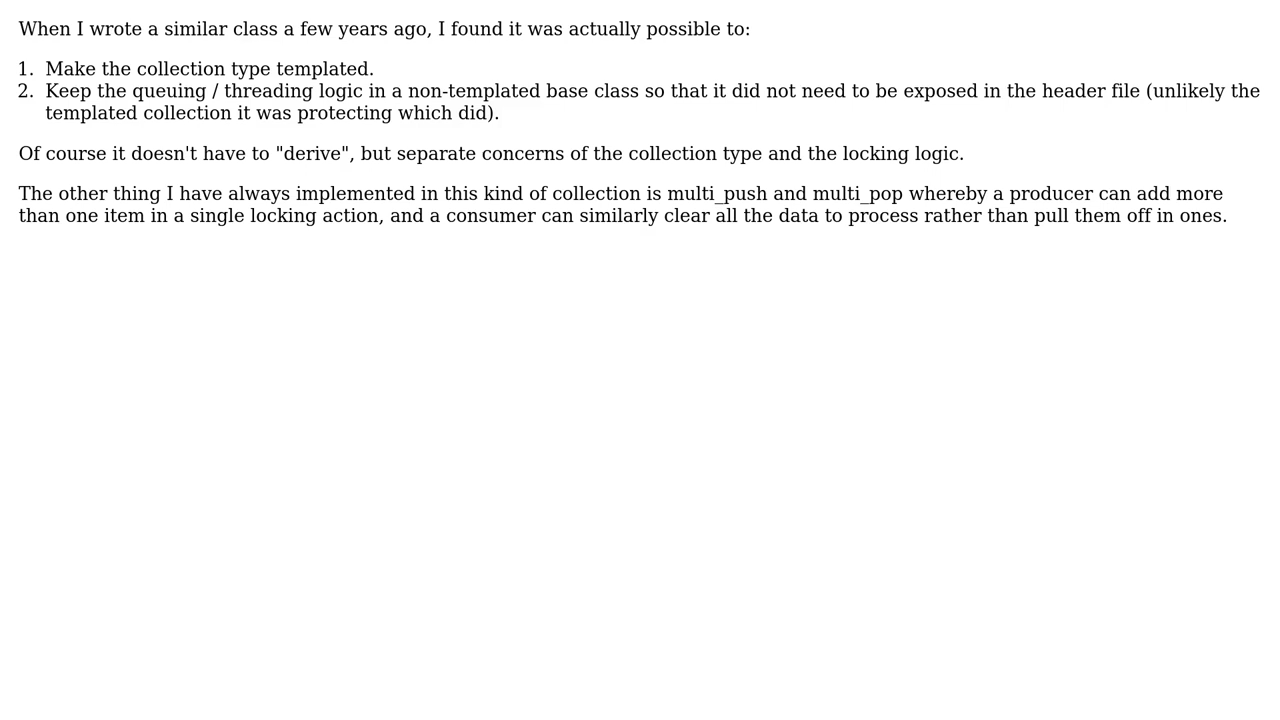 When I wrote a similar class a few years ago, I found it was actually possible to:
1. Make the collection type templated.
2. Keep the queuing / threading logic in a non-templated base class so that it did not need to be exposed in the header file (unlikely the
templated collection it was protecting which did).
Of course it doesn't have to "derive", but separate concerns of the collection type and the locking logic.
The other thing I have always implemented in this kind of collection is multi_push and multi_pop whereby a producer can add more
than one item in a single locking action, and a consumer can similarly clear all the data to process rather than pull them off in ones.